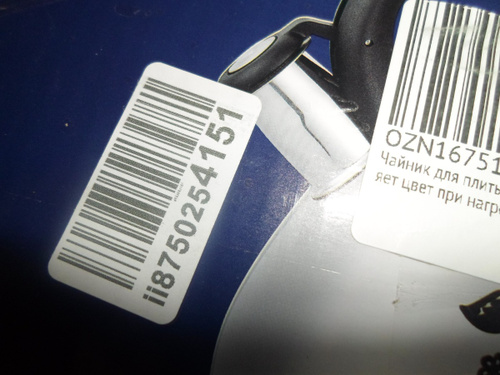 ii8750254151
OZN16751
Чайник для плиты
яет цвет при нагре